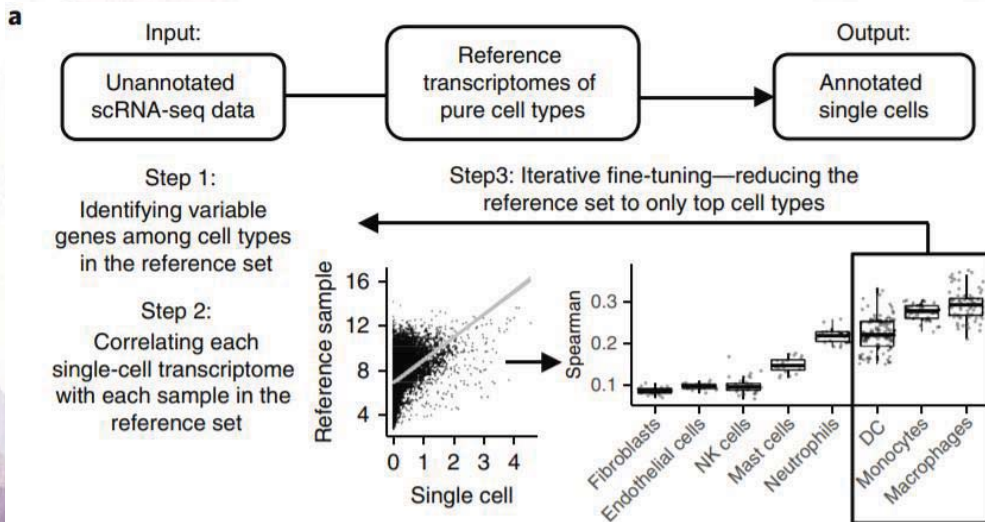 a
Input:
Unannotated
scRNA-seq data
Reference
transcriptomes of
pure cell types
Output:
Annotated
single cells
Step 1:
Identifying variable
genes among cell types
in the reference set
Step 2:
Correlating each
single-cell transcriptome
with each sample in the
reference set
Step3: Iterative fine-tuning—reducing the
reference set to only top cell types
Reference sample
16
12
8
4
0 1 2 3 4
Single cell
Spearman
0.3
0.2
0.1
Fibroblasts
Endothelial cells
NK cells
Mast cells
Neutrophils
DC
Monocytes
Macrophages